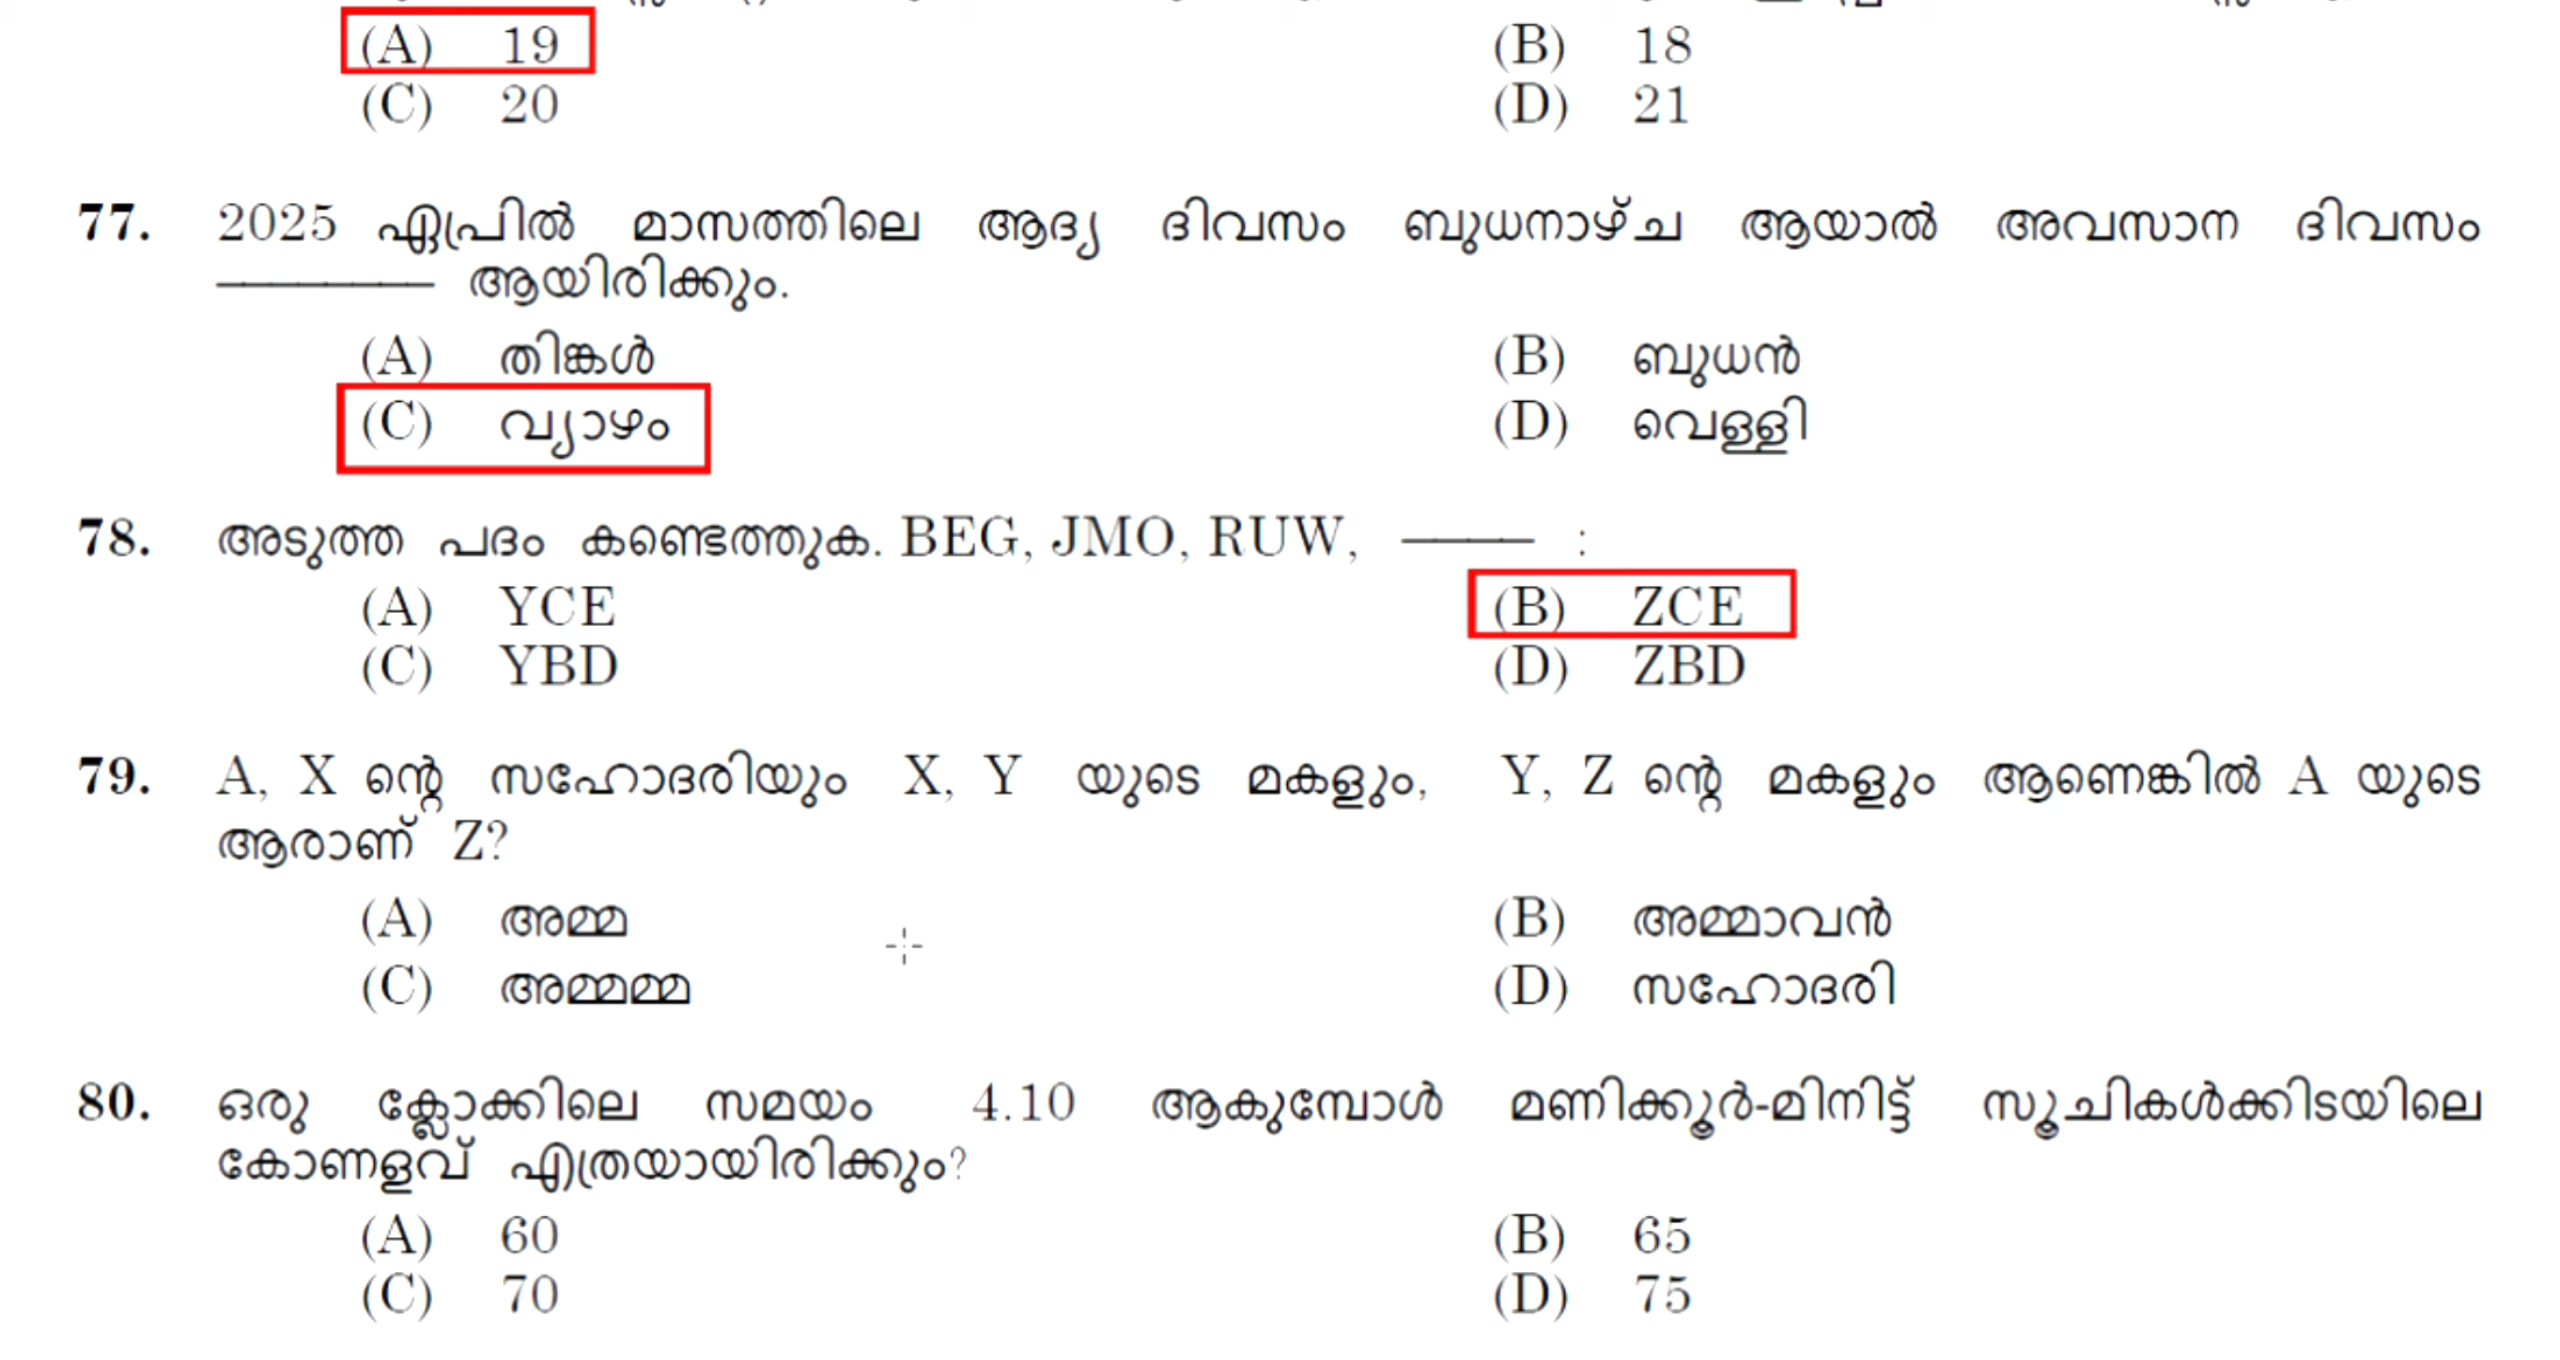 (A) 19 (B) 18
(C) 20 (D) 21
77. 2025 ഏപ്രിൽ മാസത്തിലെ ആദ്യ ദിവസം ബുധനാഴ്ച ആയാൽ അവസാന ദിവസം
———— ആയിരിക്കും.
(A) തിങ്കൾ (B) ബുധൻ
(C) വ്യാഴം (D) വെള്ളി
78. അടുത്ത പദം കണ്ടെത്തുക. BEG, JMO, RUW, ——— :
(A) YCE (B) ZCE
(C) YBD (D) ZBD
79. A, X ന്റെ സഹോദരിയും X, Y യുടെ മകളും, Y, Z ന്റെ മകളും ആണെങ്കിൽ A യുടെ
ആരാണ് Z?
(A) അമ്മ (B) അമ്മാവൻ
(C) അമ്മമ്മ (D) സഹോദരി
80. ഒരു ക്ലോക്കിലെ സമയം 4.10 ആകുമ്പോൾ മണിക്കൂർ-മിനിട്ട് സൂചികൾക്കിടയിലെ
കോണളവ് എത്രയായിരിക്കും?
(A) 60 (B) 65
(C) 70 (D) 75